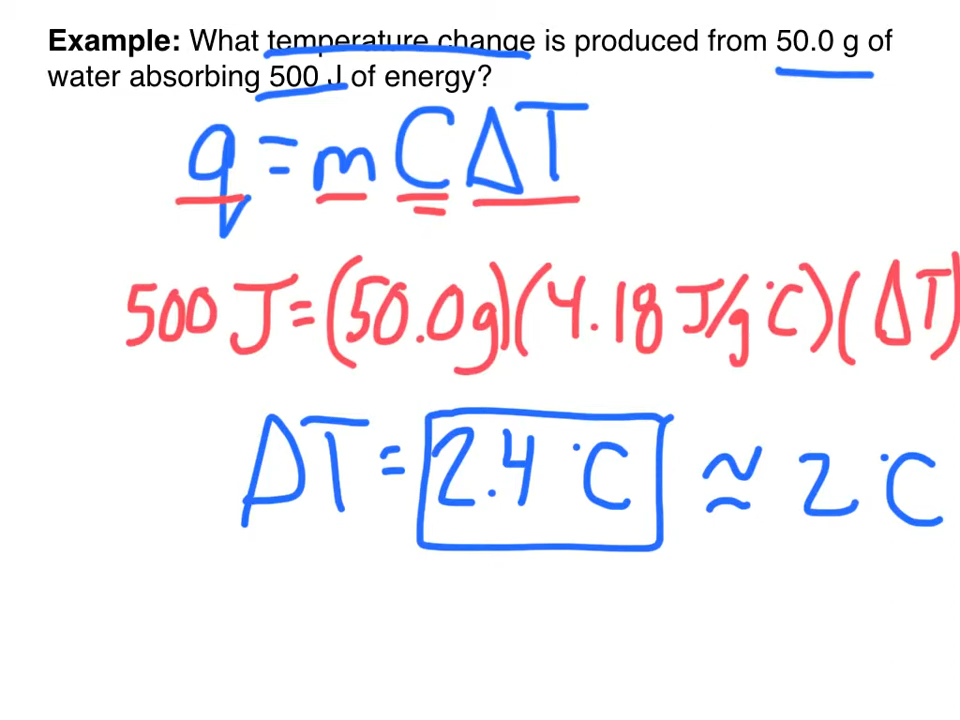 Example: What temperature change is produced from 50.0 g of
water absorbing 500 J of energy?
q = mCΔT
500 J = (50.0g)(4.18 J/g°C)(ΔT)
ΔT = 2.4 °C ≈ 2 °C